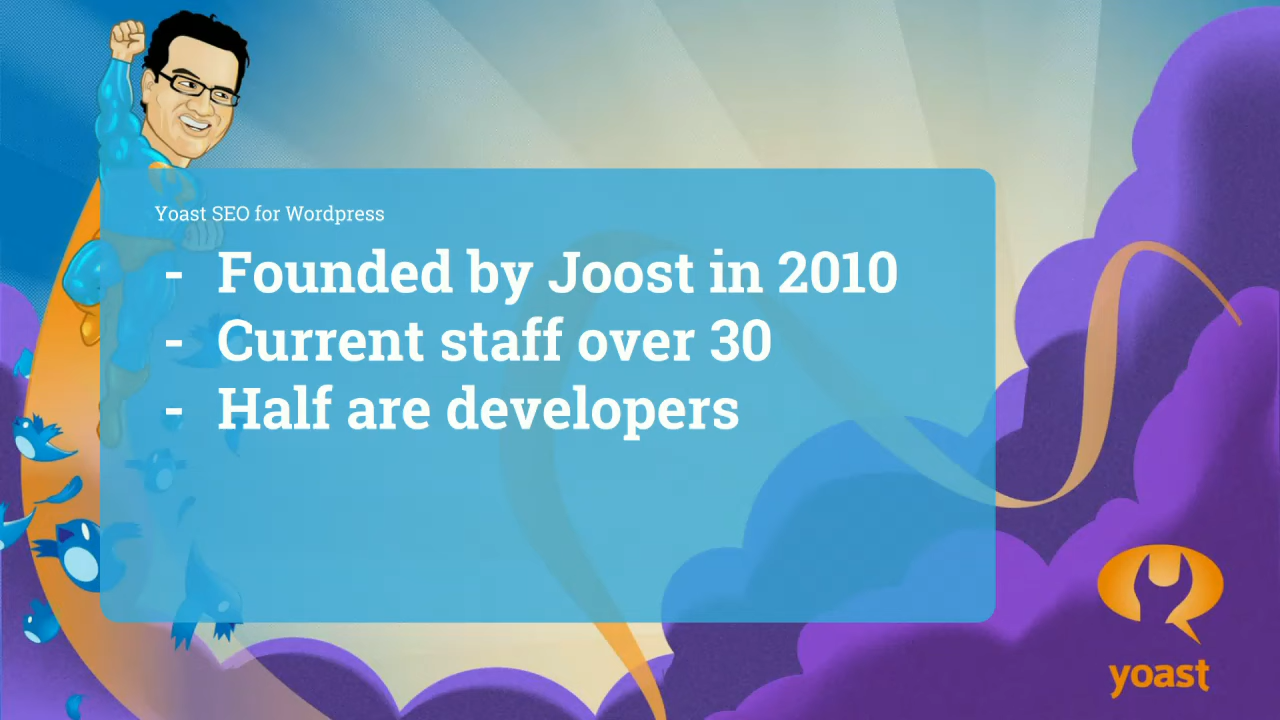 Yoast SEO for Wordpress
- Founded by Joost in 2010
- Current staff over 30
- Half are developers
yoast